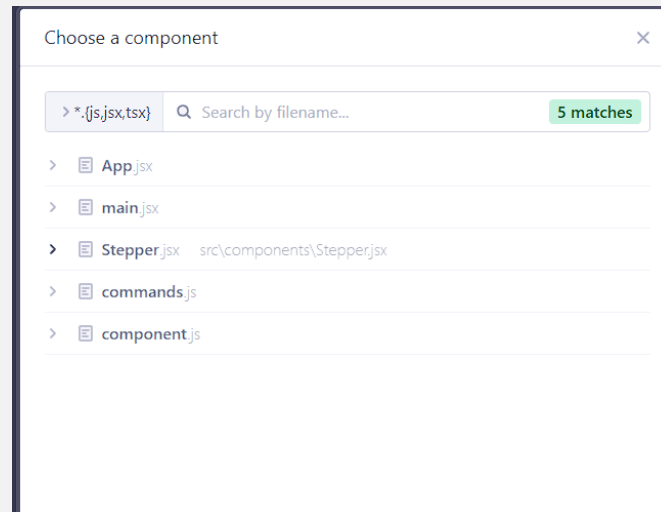 Choose a component
*.{js,jsx,tsx} Search by filename... 5 matches
App.jsx
main.jsx
Stepper.jsx src\components\Stepper.jsx
commands.js
component.js